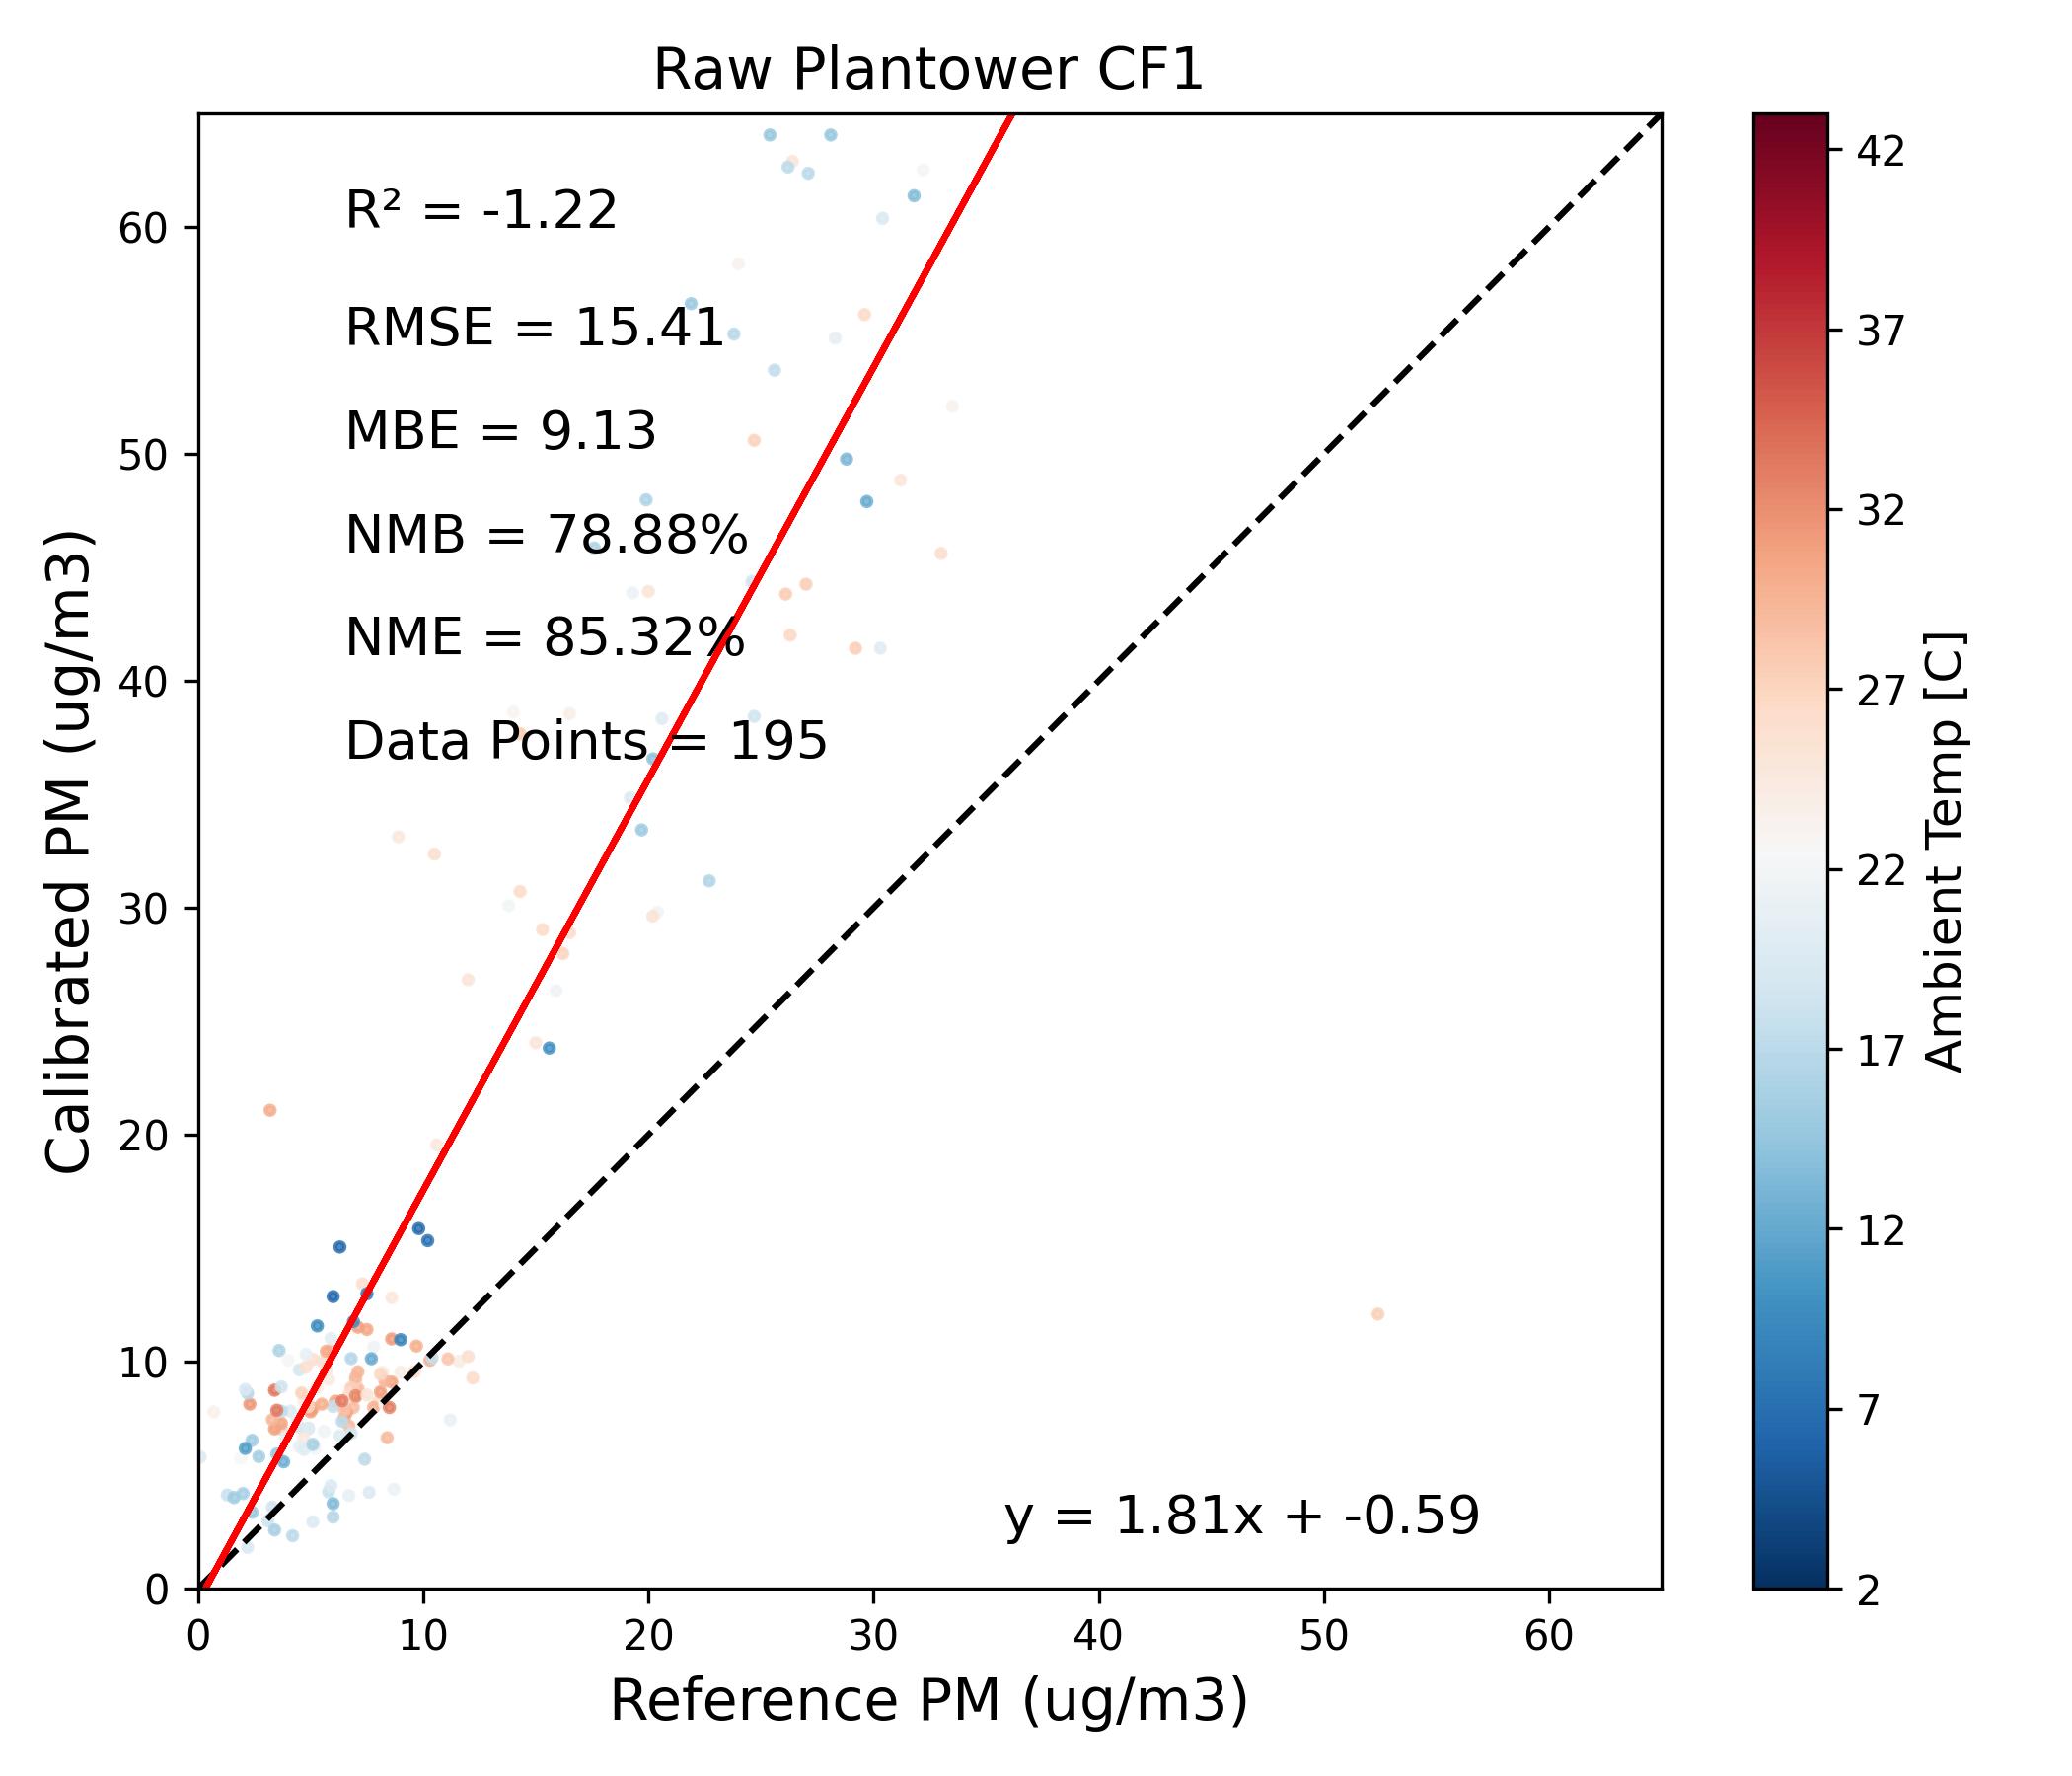 Raw Plantower CF1
R² = -1.22
RMSE = 15.41
MBE = 9.13
NMB = 78.88%
NME = 85.32%
Data Points = 195
y = 1.81x + -0.59
Calibrated PM (ug/m3)
60
50
40
30
20
10
0
0 10 20 30 40 50 60
Reference PM (ug/m3)
42
37
32
27
22
17
12
7
2
Ambient Temp [C]